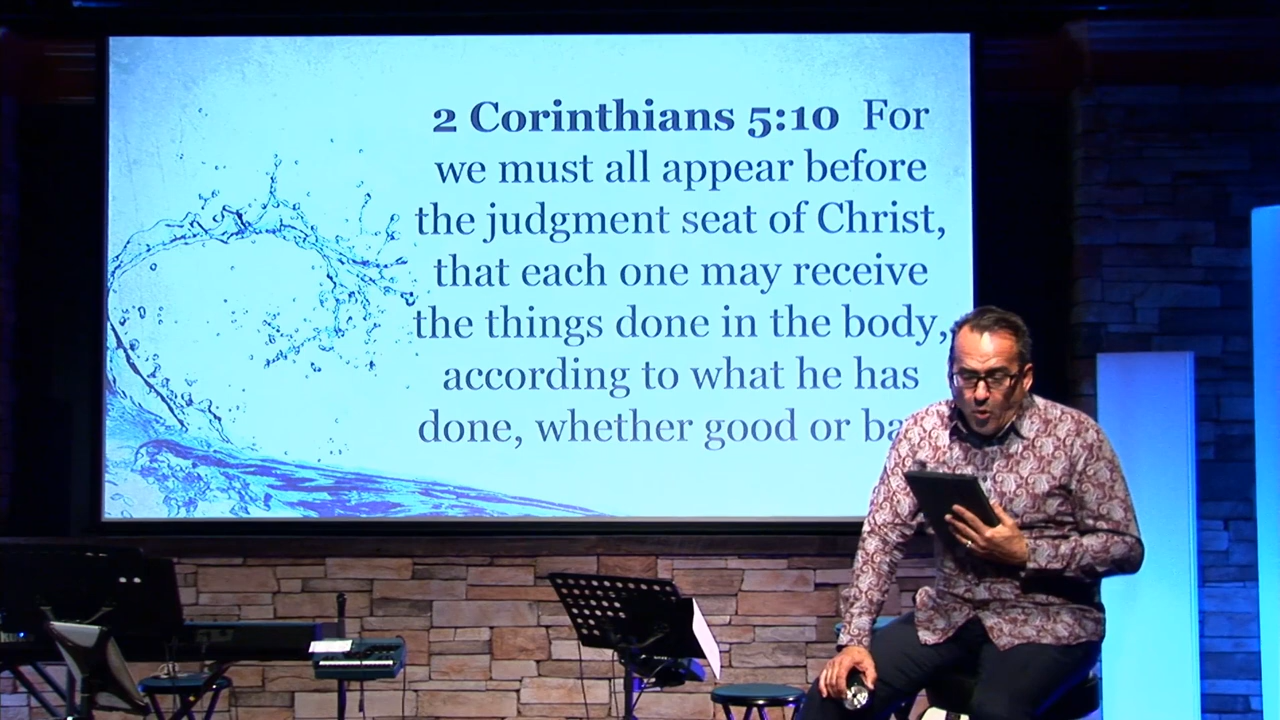 2 Corinthians 5:10 For
we must all appear before
the judgment seat of Christ,
that each one may receive
the things done in the body,
according to what he has
done, whether good or